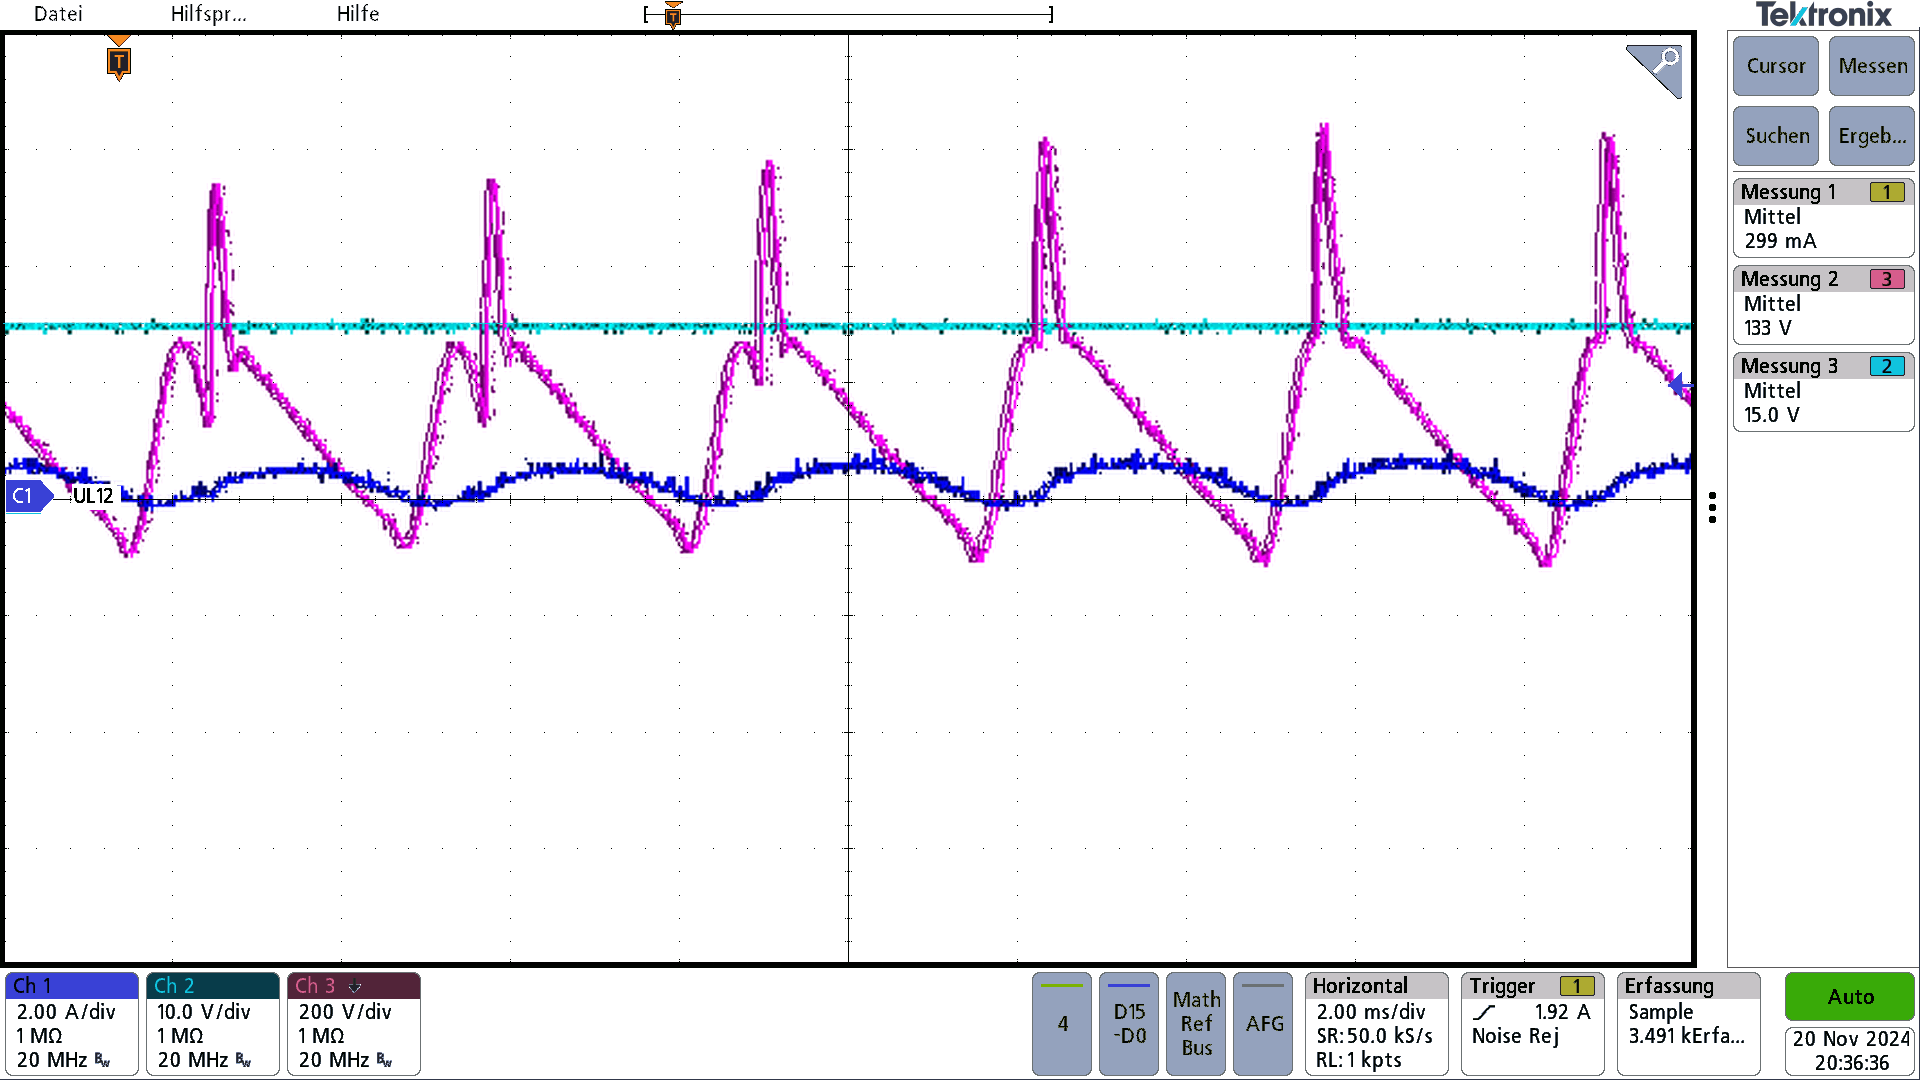 Datei Hilfspr... Hilfe
T
Tektronix
T
Cursor Messen
Suchen Ergeb...
Messung 1 1
Mittel
299 mA
Messung 2 3
Mittel
133 V
Messung 3 2
Mittel
15.0 V
C1 UL12
Ch 1
2.00 A/div
1 MΩ
20 MHz Bw
Ch 2
10.0 V/div
1 MΩ
20 MHz Bw
Ch 3
200 V/div
1 MΩ
20 MHz Bw
4
D15
-D0
Math
Ref
Bus
AFG
Horizontal
2.00 ms/div
SR:50.0 kS/s
RL:1 kpts
Trigger 1
1.92 A
Noise Rej
Erfassung
Sample
3.491 kErfa...
Auto
20 Nov 2024
20:36:36